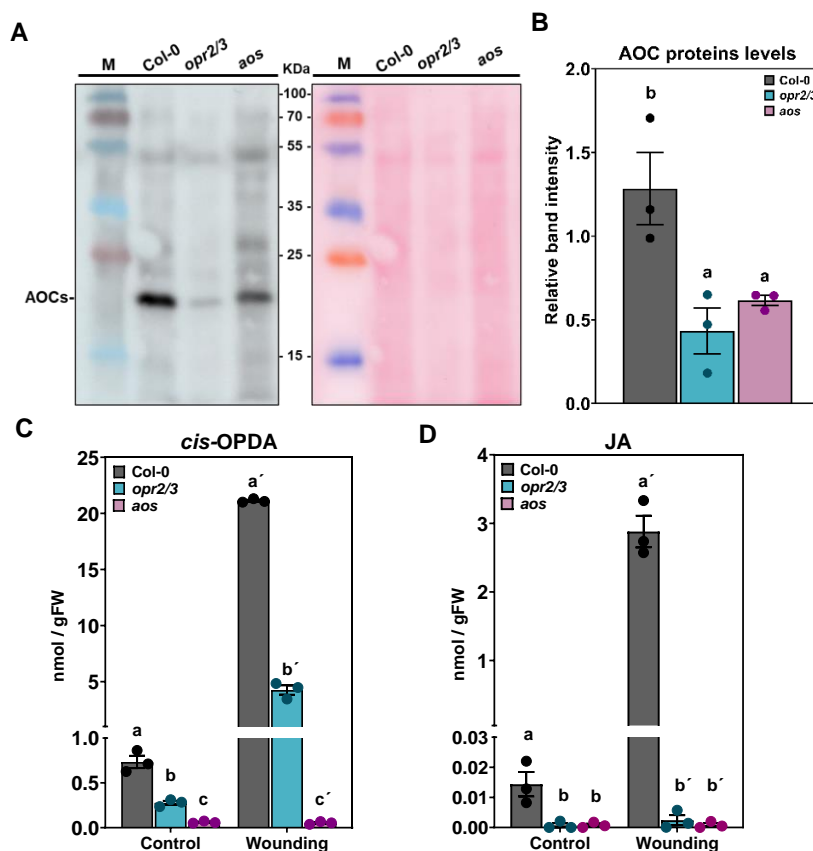 A
M Col-0 opr2/3 aos KDa M Col-0 opr2/3 aos
-100-
- 70 -
- 55 -
- 35 -
- 25 -
AOCs-
- 15 -
B
AOC proteins levels
Col-0
opr2/3
aos
Relative band intensity
2.0
1.5
1.0
0.5
0.0
b
a
a
C
cis-OPDA
Col-0
opr2/3
aos
nmol / gFW
25
20
15
10
5
1.0
0.5
0.0
a
b
c
a´
b´
c´
Control Wounding
D
JA
Col-0
opr2/3
aos
nmol / gFW
4
3
2
1
0.03
0.02
0.01
0.00
a
b
b
a´
b´
b´
Control Wounding